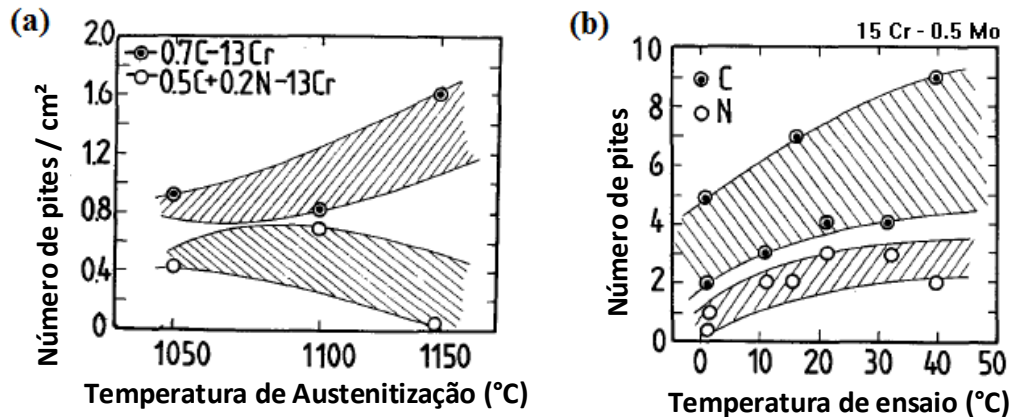 (a)
2.0
1.6
1.2
0.8
0.4
0
Número de pites / cm²
0.7C-13Cr
0.5C+0.2N-13Cr
1050 1100 1150
Temperatura de Austenitização (°C)
(b)
15 Cr - 0.5 Mo
10
8
6
4
2
0
Número de pites
C
N
0 10 20 30 40 50
Temperatura de ensaio (°C)